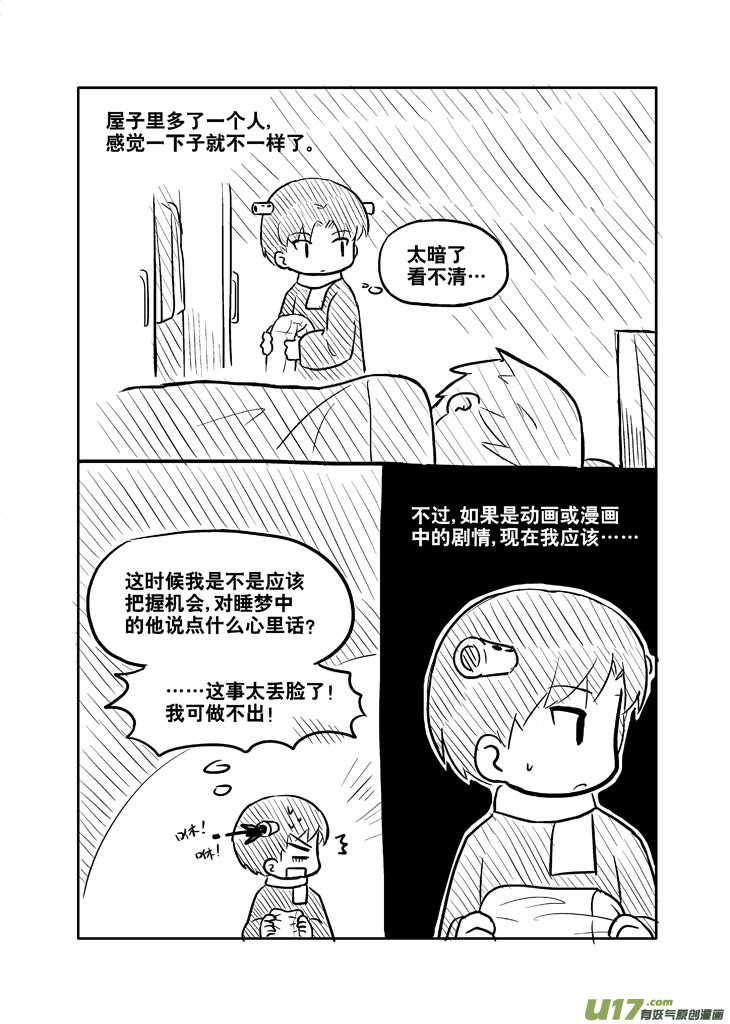 屋子里多了一个人,
感觉一下子就不一样了。
太暗了
看不清…
不过,如果是动画或漫画
中的剧情,现在我应该……
这时候我是不是应该
把握机会,对睡梦中
的他说点什么心里话?
……这事太丢脸了!
我可做不出!
咻!
咻!
U17.com
有妖气原创漫画